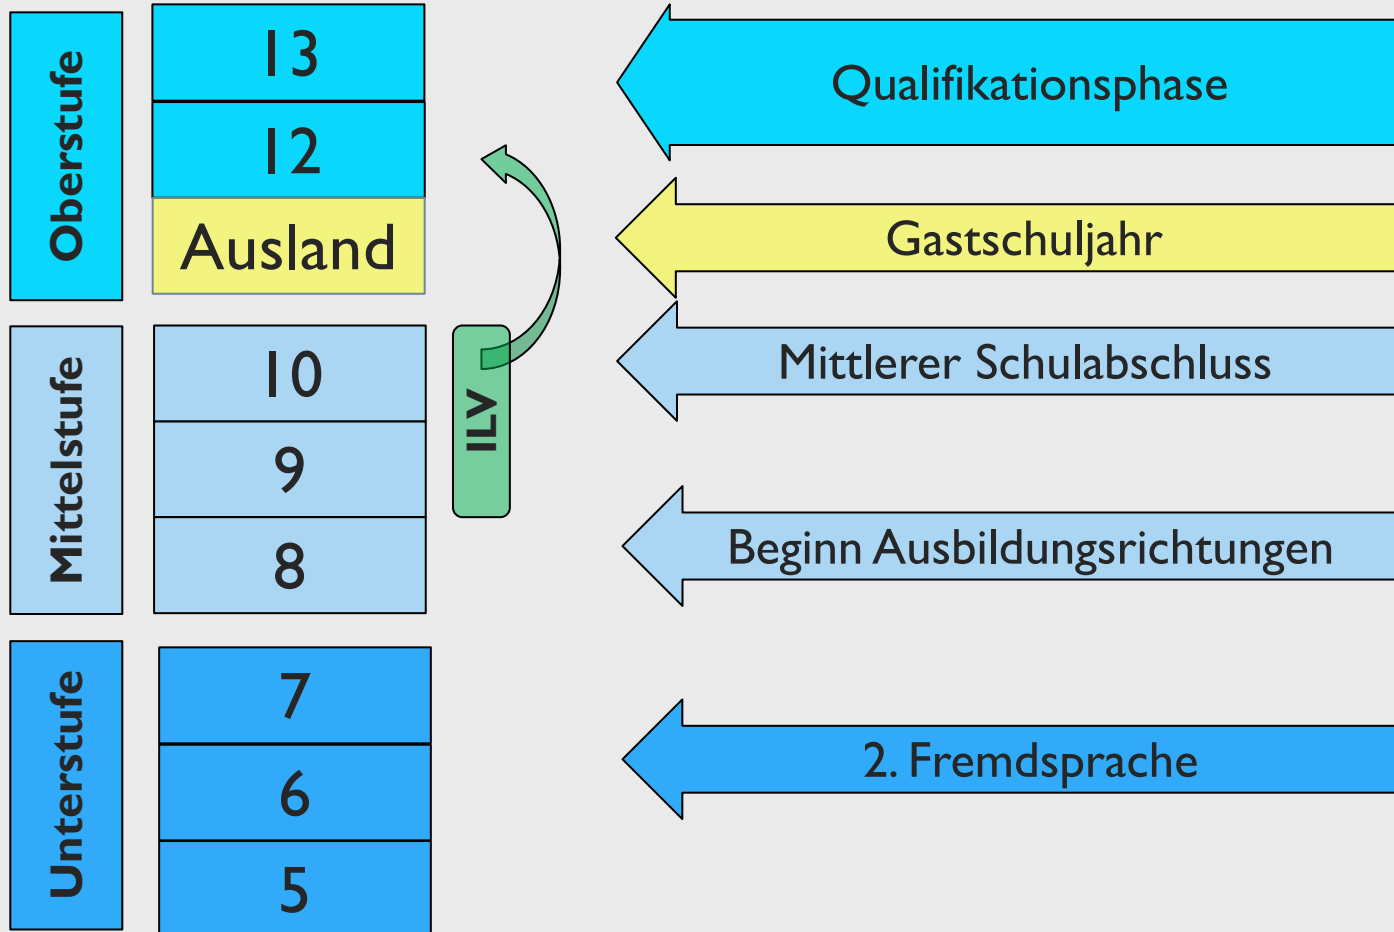 Oberstufe
13
12
Ausland
Qualifikationsphase
Gastschuljahr
Mittelstufe
10
9
8
ILV
Mittlerer Schulabschluss
Beginn Ausbildungsrichtungen
Unterstufe
7
6
5
2. Fremdsprache